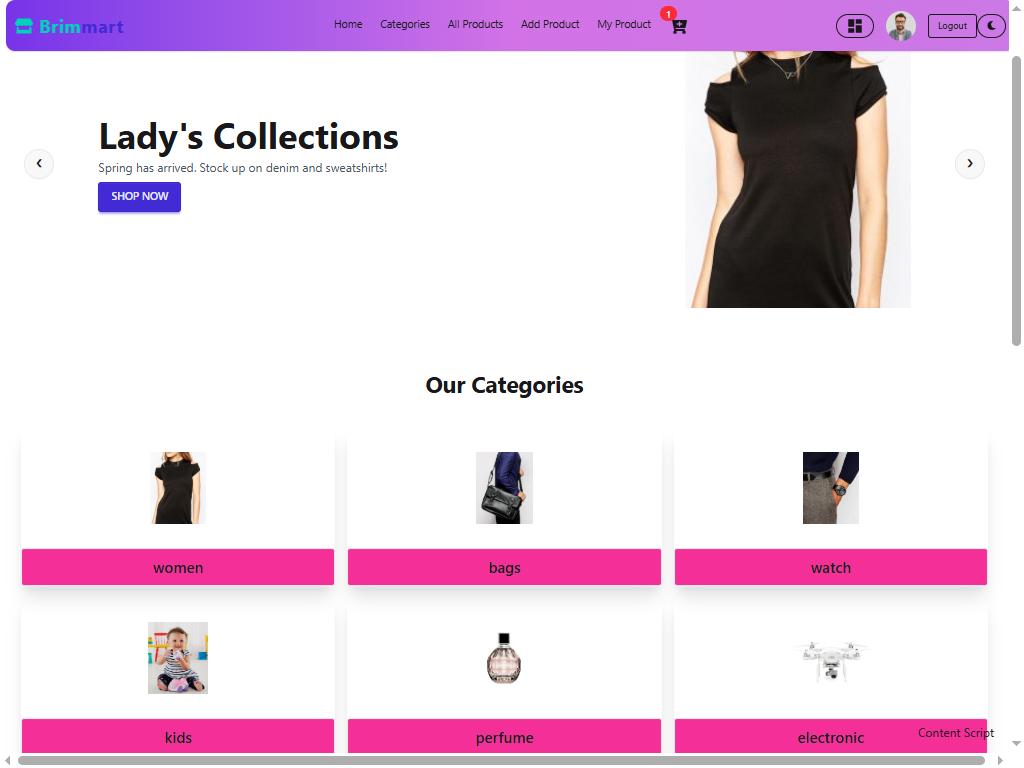 Brimmart
Home Categories All Products Add Product My Product 1 Logout
Lady's Collections
Spring has arrived. Stock up on denim and sweatshirts!
SHOP NOW
Our Categories
women bags watch
kids perfume electronic
Content Script